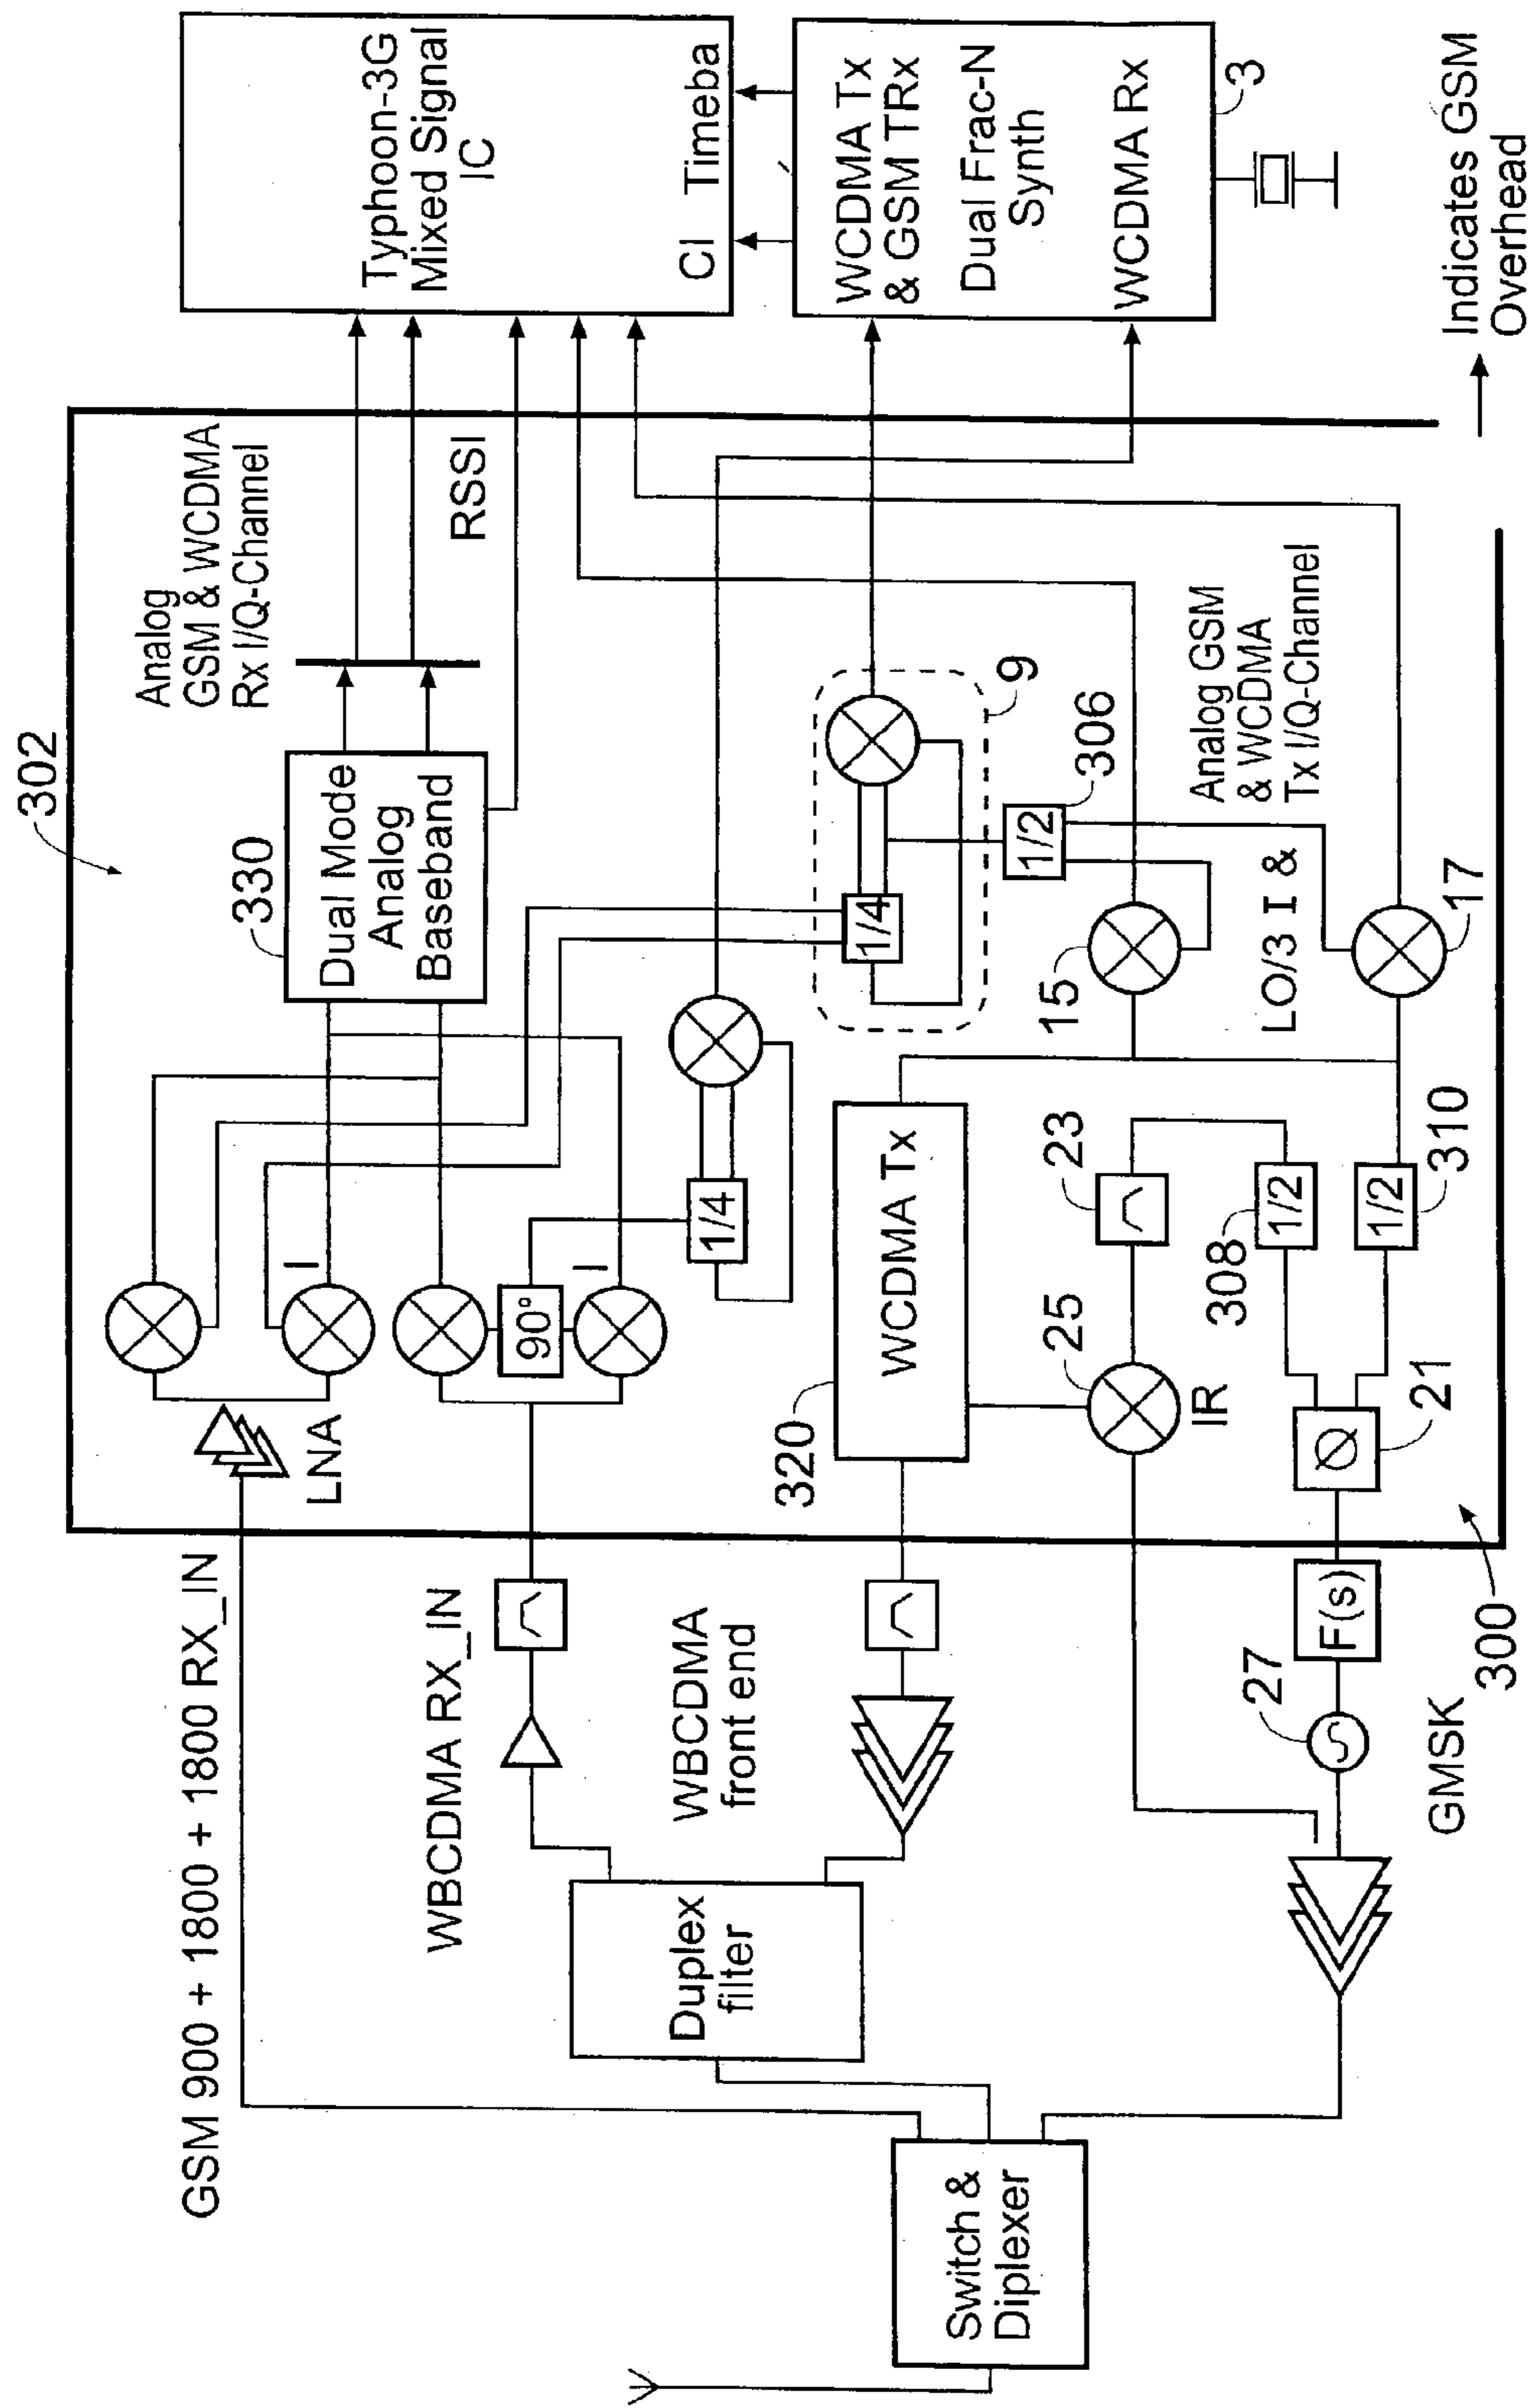 302
GSM 900 + 1800 + 1800 RX_IN
LNA
I
330
Dual Mode
Analog
Baseband
Analog
GSM & WCDMA
Rx I/Q-Channel
RSSI
Typhoon-3G
Mixed Signal
IC
CI
Timeba
WBCDMA RX_IN
90°
I
1/4
WCDMA Tx
& GSM TRx
Dual Frac-N
Synth
WCDMA Rx
3
Duplex
filter
WBCDMA
front end
320
WCDMA Tx
1/4
9
1/2
306
Analog GSM
& WCDMA
Tx I/Q-Channel
15
LO/3 I &
17
Switch &
Diplexer
25
IR
23
308
1/2
1/2
310
Ø
21
27
F(s)
GMSK
300
Indicates GSM
Overhead